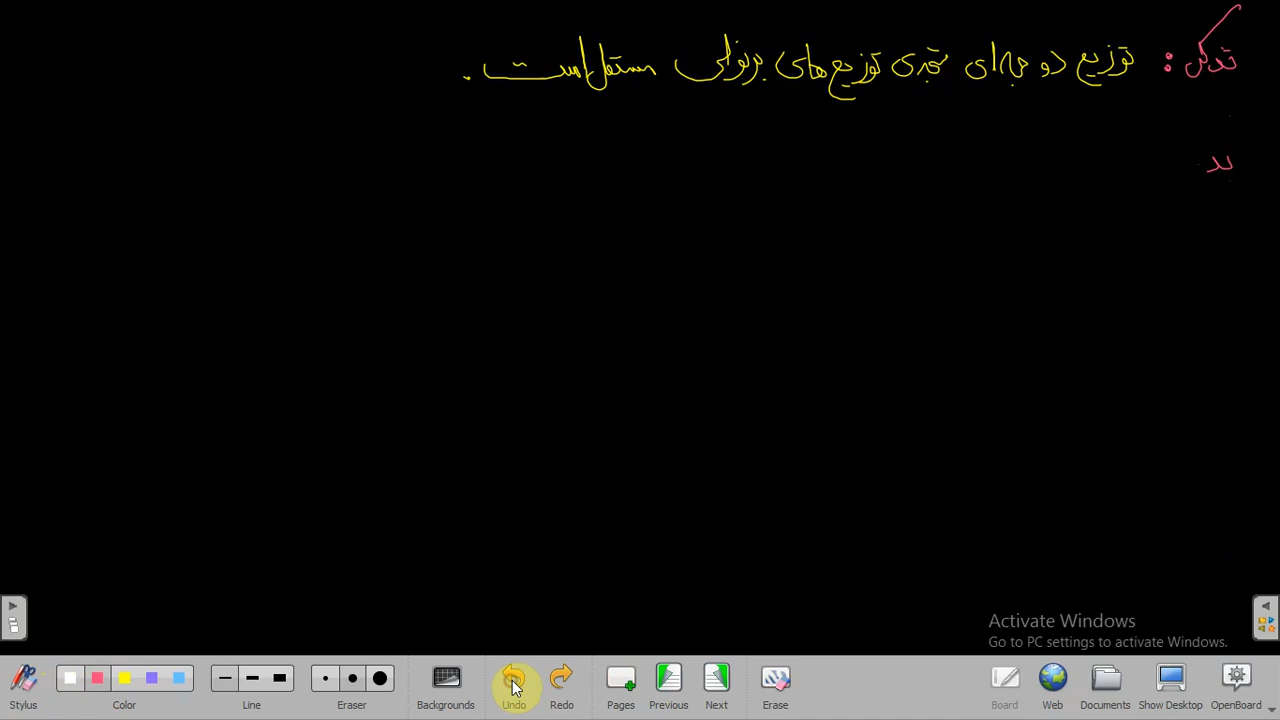 تذکر: توزیع دو جمله‌ای تجدی توزیع‌های برنولی مستقل است.
Activate Windows
Go to PC settings to activate Windows.
Stylus Color Line Eraser Backgrounds Undo Redo Pages Previous Next Erase Board Web Documents Show Desktop OpenBoard